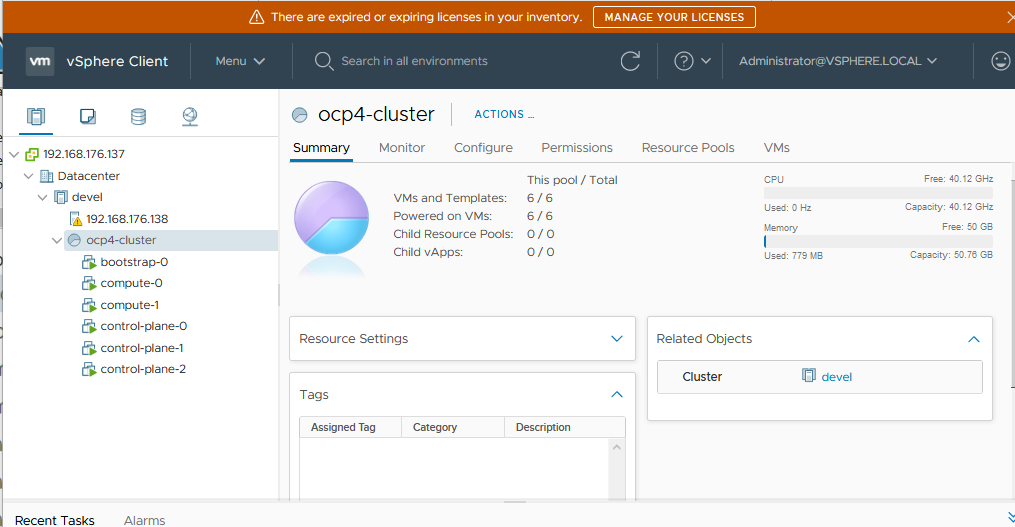 There are expired or expiring licenses in your inventory. MANAGE YOUR LICENSES
vm vSphere Client Menu Search in all environments ? Administrator@VSPHERE.LOCAL
ocp4-cluster ACTIONS ...
Summary Monitor Configure Permissions Resource Pools VMs
192.168.176.137
Datacenter
devel
192.168.176.138
ocp4-cluster
bootstrap-0
compute-0
compute-1
control-plane-0
control-plane-1
control-plane-2
This pool / Total
VMs and Templates: 6 / 6
Powered on VMs: 6 / 6
Child Resource Pools: 0 / 0
Child vApps: 0 / 0
CPU Free: 40.12 GHz
Used: 0 Hz Capacity: 40.12 GHz
Memory Free: 50 GB
Used: 779 MB Capacity: 50.76 GB
Resource Settings
Tags
Assigned Tag Category Description
Related Objects
Cluster devel
Recent Tasks Alarms